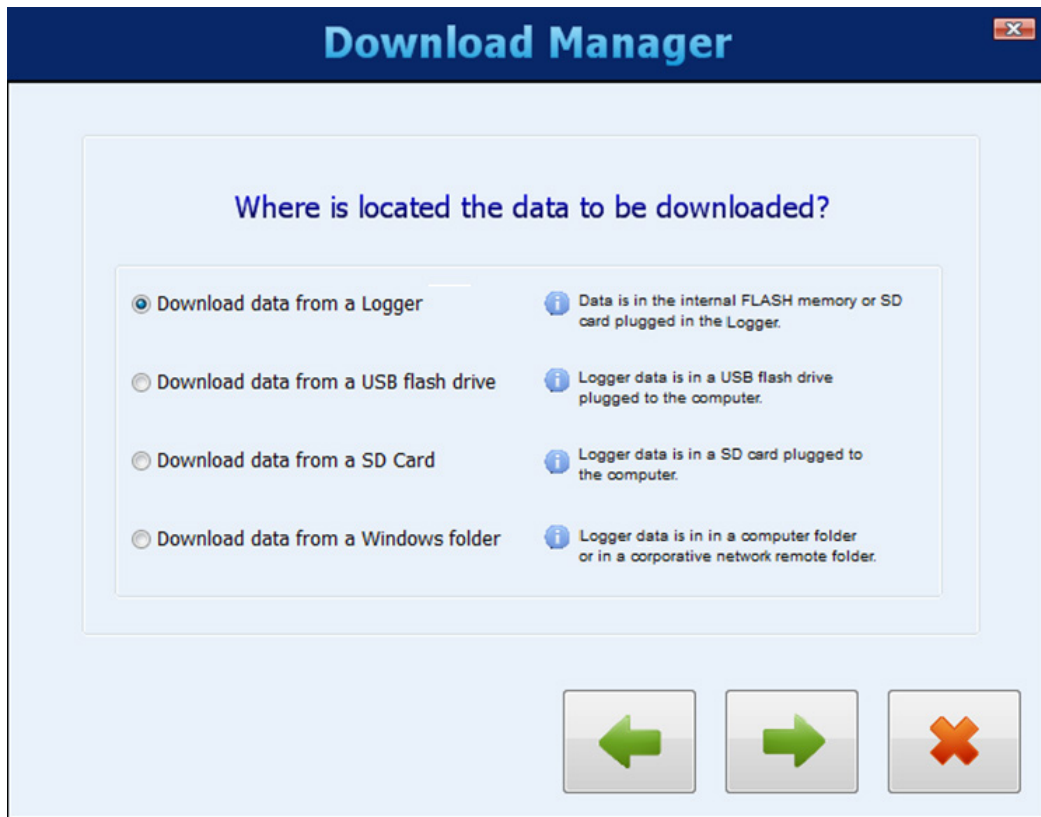 Download Manager
Where is located the data to be downloaded?
Download data from a Logger
Data is in the internal FLASH memory or SD
card plugged in the Logger.
Download data from a USB flash drive
Logger data is in a USB flash drive
plugged to the computer.
Download data from a SD Card
Logger data is in a SD card plugged to
the computer.
Download data from a Windows folder
Logger data is in in a computer folder
or in a corporative network remote folder.